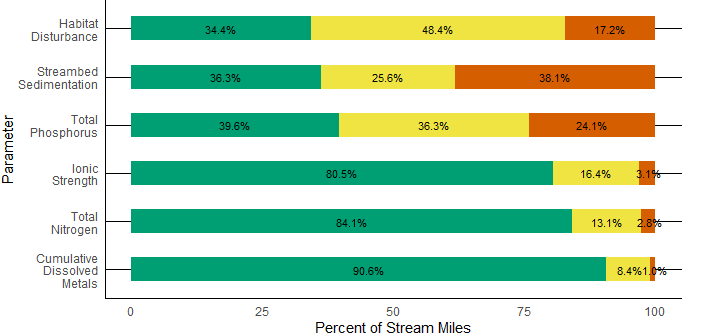 Habitat
Disturbance
34.4% 48.4% 17.2%
Streambed
Sedimentation
36.3% 25.6% 38.1%
Total
Phosphorus
39.6% 36.3% 24.1%
Ionic
Strength
80.5% 16.4% 3.1%
Total
Nitrogen
84.1% 13.1% 2.8%
Cumulative
Dissolved
Metals
90.6% 8.4% 1.0%
Parameter
0 25 50 75 100
Percent of Stream Miles